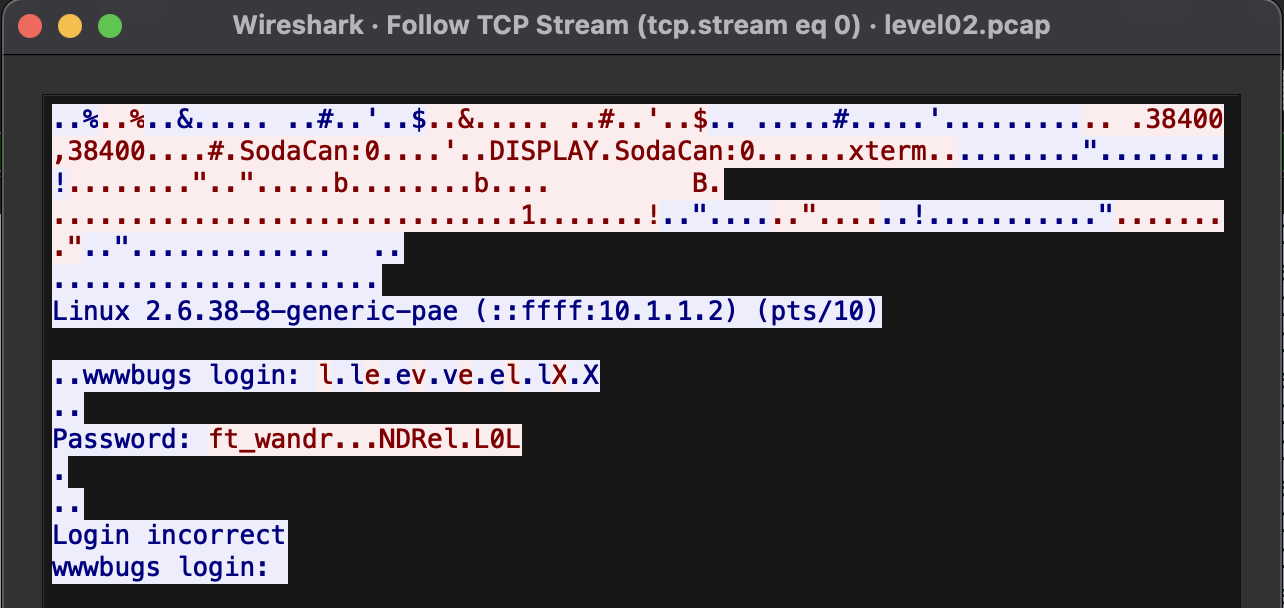 Wireshark · Follow TCP Stream (tcp.stream eq 0) · level02.pcap
..%..%..&..... ..#..'..$..&..... ..#..'..$.. .....#.....'........... .38400
,38400....#.SodaCan:0....'..DISPLAY.SodaCan:0......xterm.........."........
!........"..".....b........b....         B.
..............................1.......!.."......"......!..........."........
."..".............   ..
.....................
Linux 2.6.38-8-generic-pae (::ffff:10.1.1.2) (pts/10)
..wwwbugs login: l.le.ev.ve.el.lX.X
..
Password: ft_wandr...NDRel.L0L
.
..
Login incorrect
wwwbugs login: